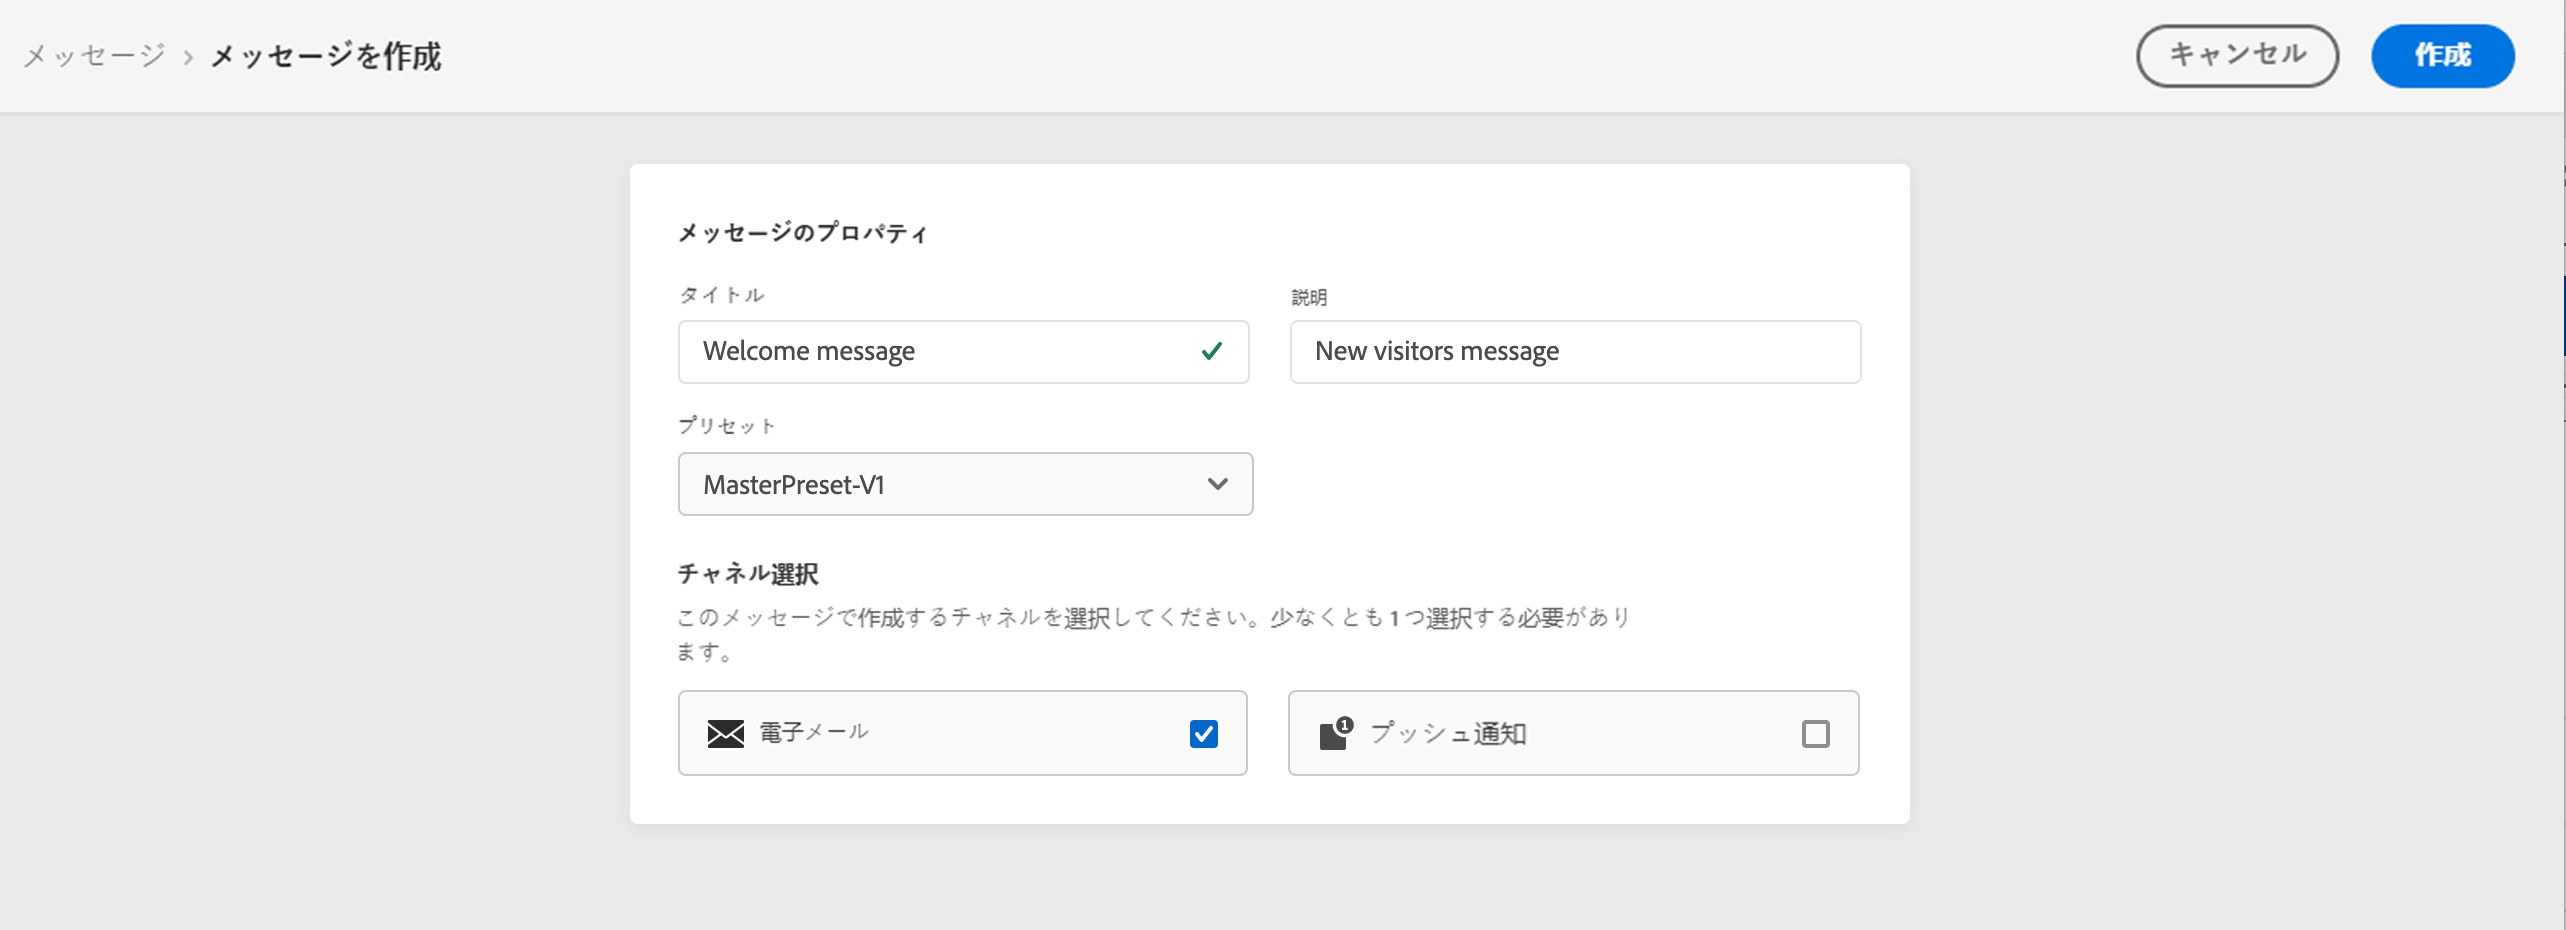 メッセージ > メッセージを作成
キャンセル
作成
メッセージのプロパティ
タイトル
説明
Welcome message
New visitors message
プリセット
MasterPreset-V1
チャネル選択
このメッセージで作成するチャネルを選択してください。少なくとも 1 つ選択する必要があり
ます。
電子メール
1
プッシュ通知